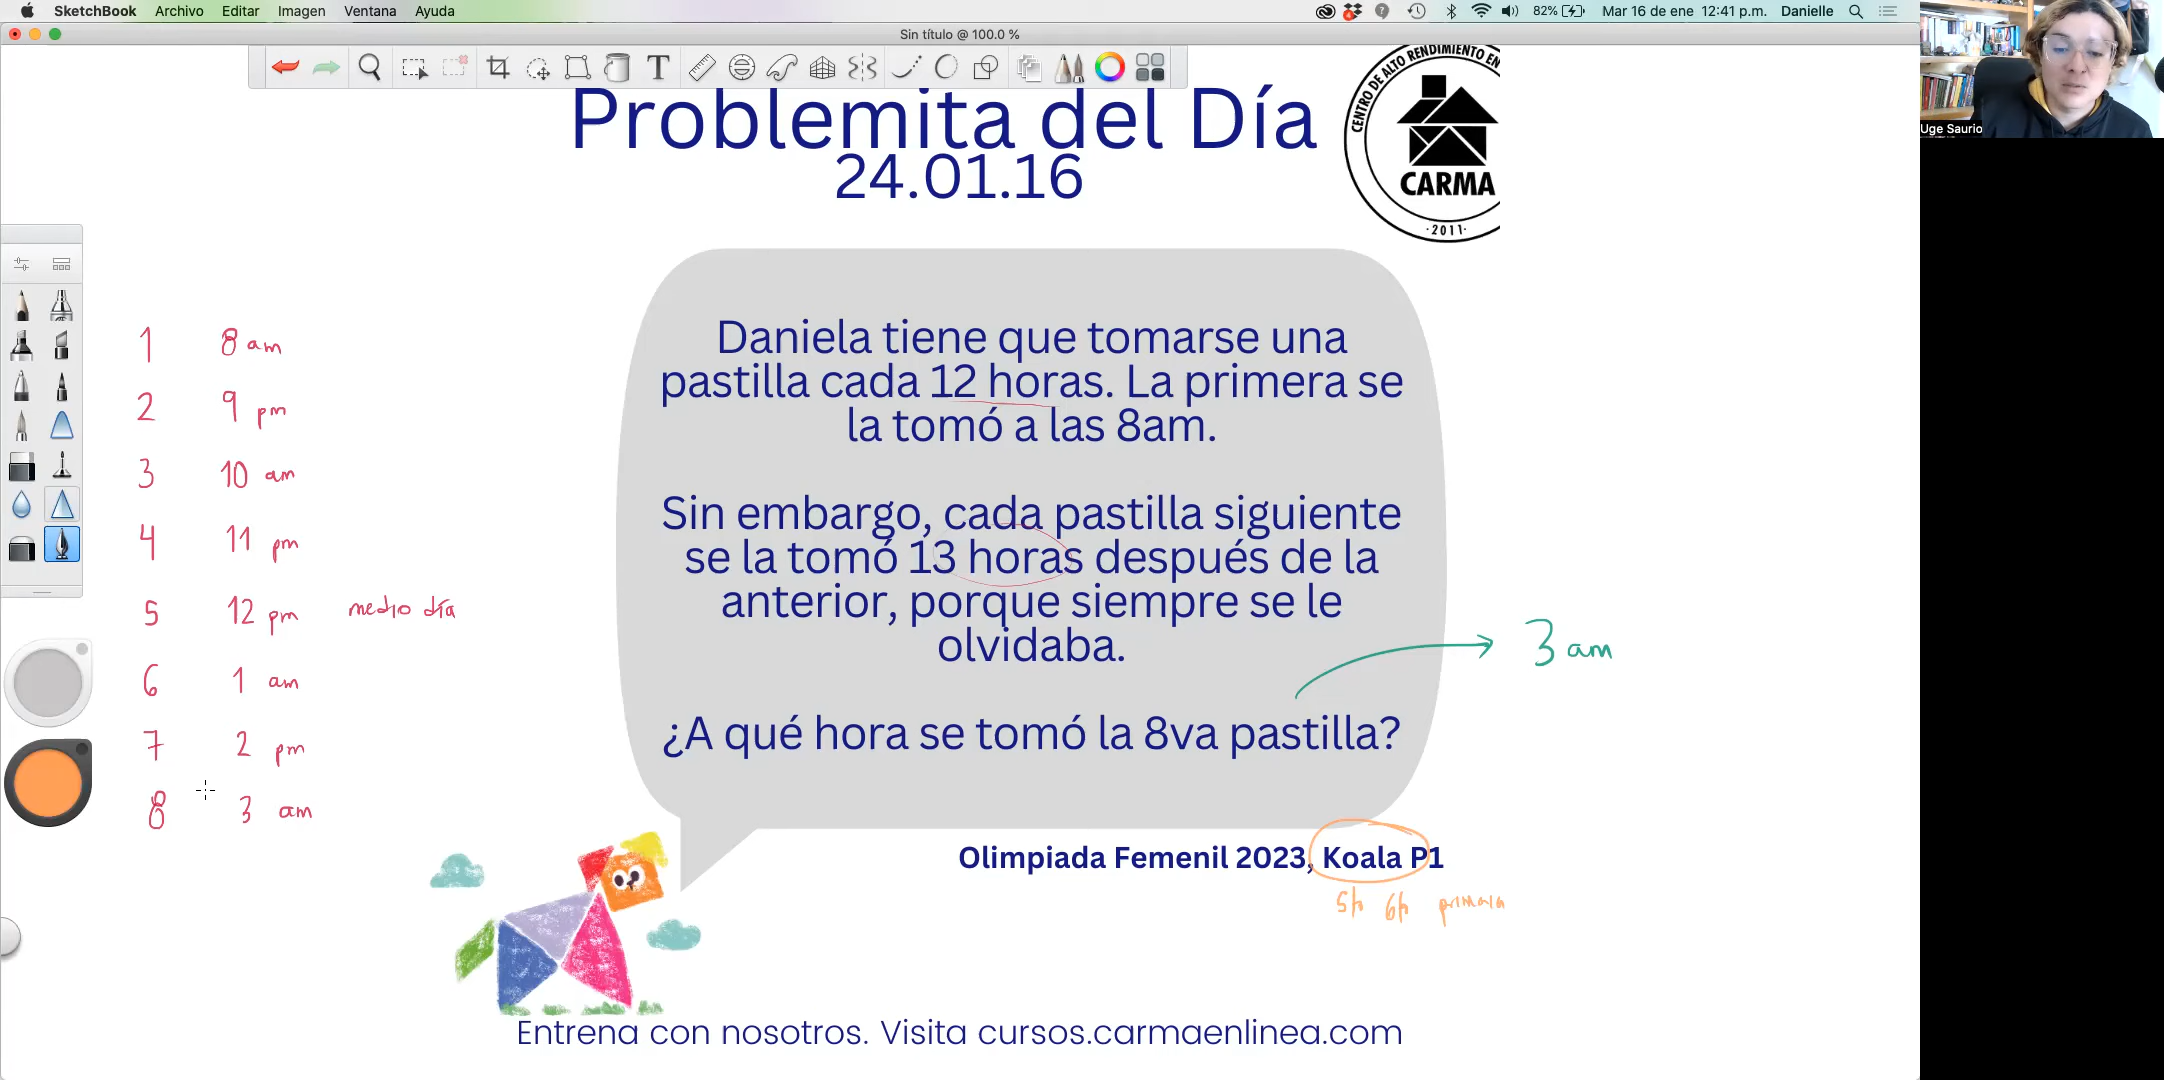 SketchBook Archivo Editar Imagen Ventana Ayuda
82% Mar 16 de ene 12:41 p.m. Danielle
Sin título @ 100.0 %
Problemita del Día
24.01.16
CENTRO DE ALTO RENDIMIENTO EN
CARMA
·2011·
Uge Saurio
Daniela tiene que tomarse una
pastilla cada 12 horas. La primera se
la tomó a las 8am.
Sin embargo, cada pastilla siguiente
se la tomó 13 horas después de la
anterior, porque siempre se le
olvidaba.
¿A qué hora se tomó la 8va pastilla?
1 8 am
2 9 pm
3 10 am
4 11 pm
5 12 pm medio día
6 1 am
7 2 pm
8 3 am
3 am
Olimpiada Femenil 2023, Koala P1
5to 6to primaria
Entrena con nosotros. Visita cursos.carmaenlinea.com